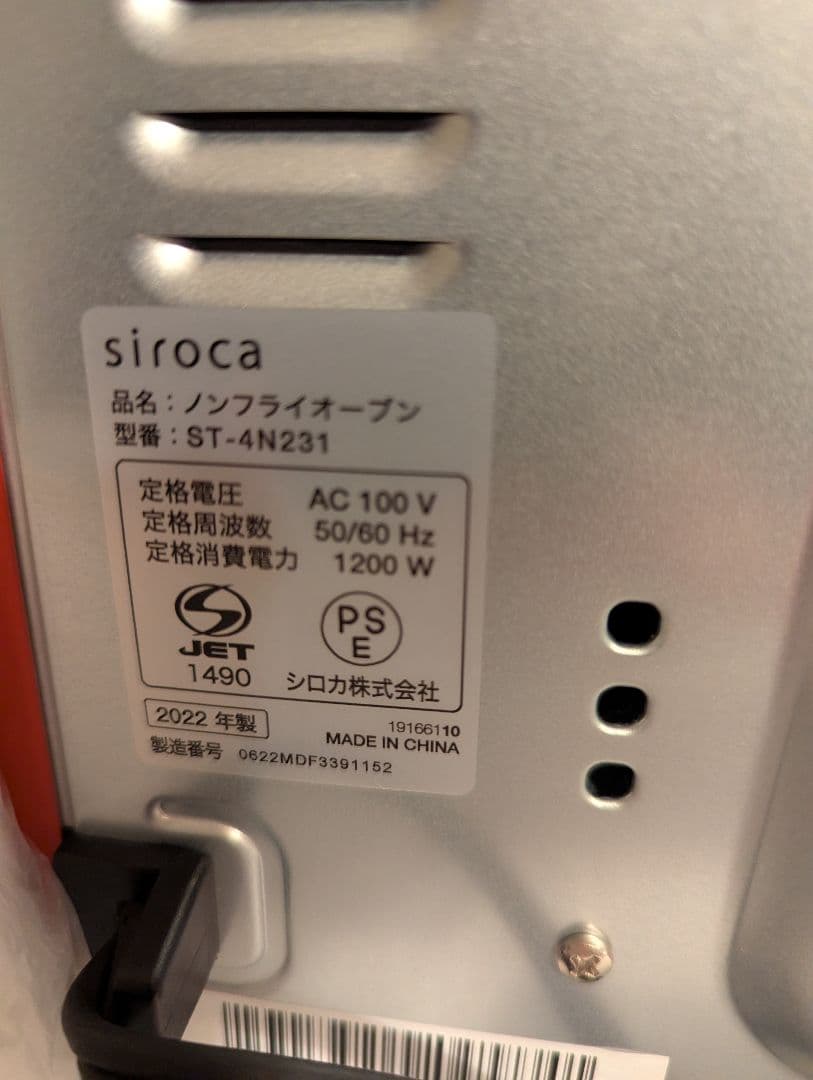 siroca
品名：ノンフライオーブン
型番：ST-4N231
定格電圧 AC 100 V
定格周波数 50/60 Hz
定格消費電力 1200 W
JET
1490
PS
E
シロカ株式会社
2022 年製
19166110
MADE IN CHINA
製造番号 0622MDF3391152